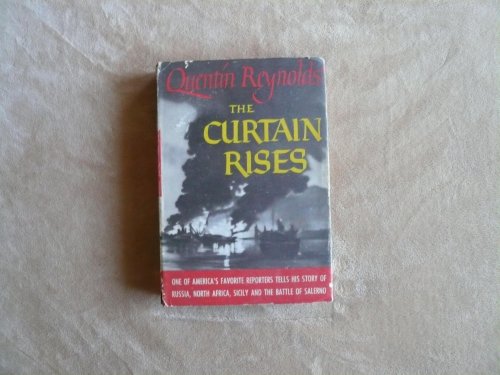 Quentin Reynolds
THE
CURTAIN
RISES
ONE OF AMERICA'S FAVORITE REPORTERS TELLS HIS STORY OF
RUSSIA, NORTH AFRICA, SICILY AND THE BATTLE OF SALERNO